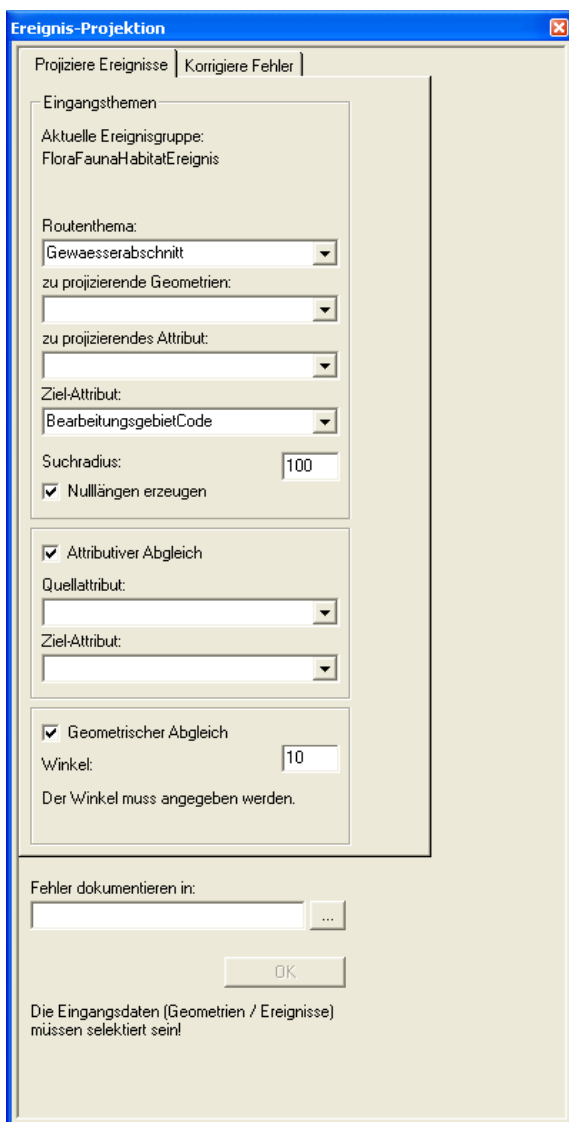 Ereignis-Projektion
Projiziere Ereignisse
Korrigiere Fehler
Eingangsthemen
Aktuelle Ereignisgruppe:
FloraFaunaHabitatEreignis
Routenthema:
Gewaesserabschnitt
zu projizierende Geometrien:
zu projizierendes Attribut:
Ziel-Attribut:
BearbeitungsgebietCode
Suchradius:
100
Nulllängen erzeugen
Attributiver Abgleich
Quellattribut:
Ziel-Attribut:
Geometrischer Abgleich
Winkel:
10
Der Winkel muss angegeben werden.
Fehler dokumentieren in:
...
OK
Die Eingangsdaten (Geometrien / Ereignisse)
müssen selektiert sein!